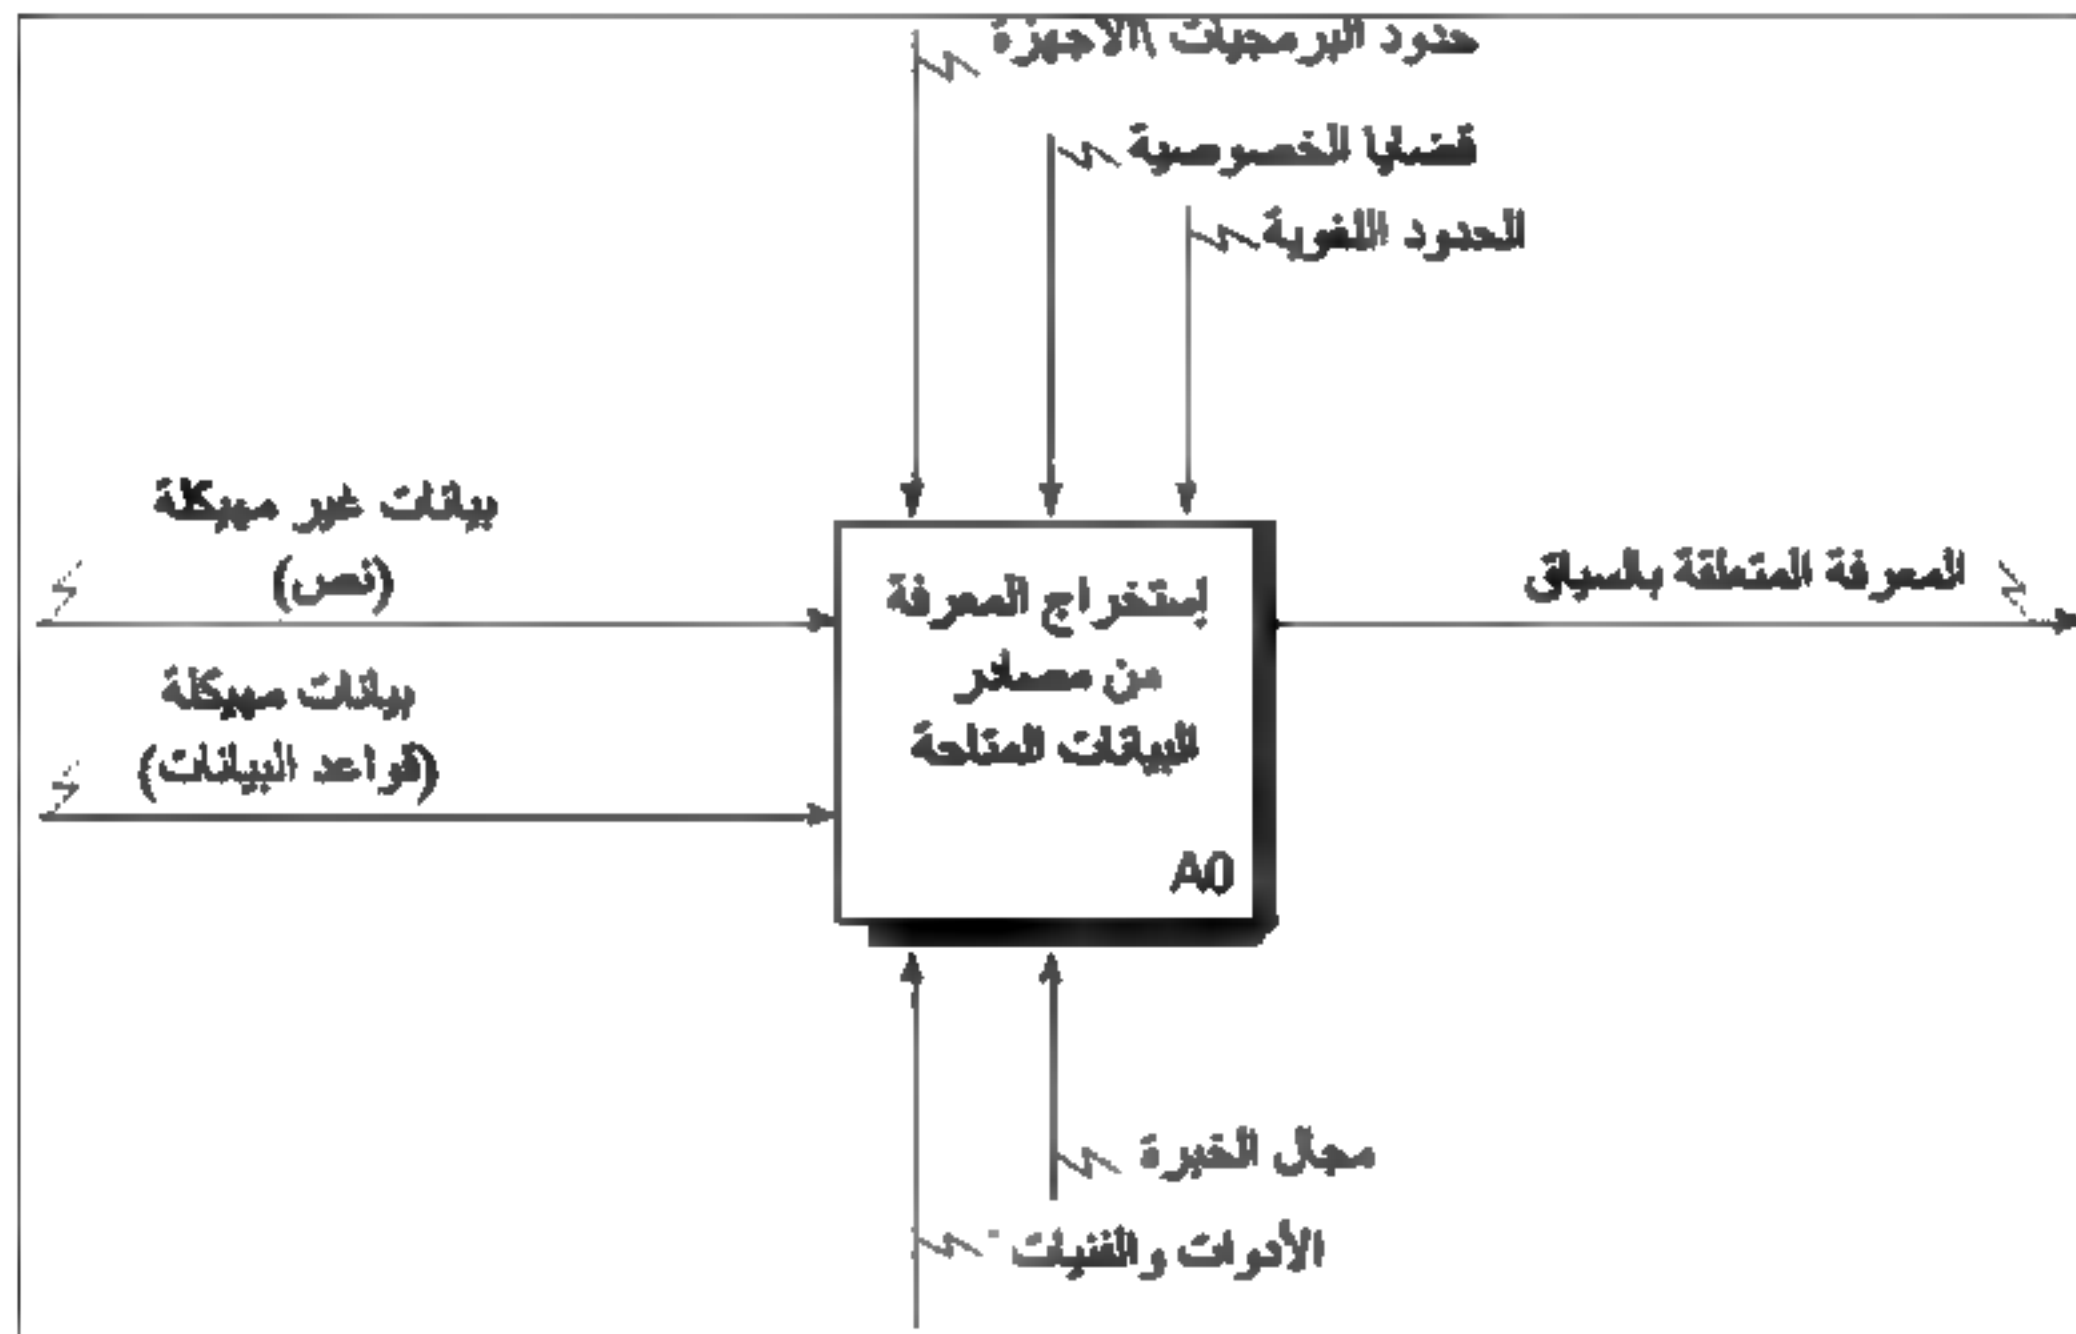 حدود البرمجيات \الأجهزة
قضايا الخصوصية
الحدود اللغوية
بيانات غير مهيكلة
(نص)
بيانات مهيكلة
(قواعد البيانات)
إستخراج المعرفة
من مصادر
البيانات المتاحة
A0
المعرفة المتعلقة بالسياق
مجال الخبرة
الأدوات والفنيات